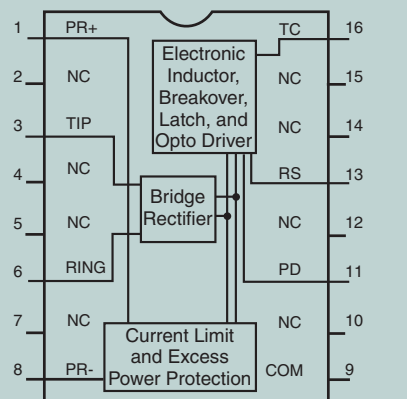 1 PR+ TC 16
Electronic
Inductor,
Breakover,
Latch, and
Opto Driver
2 NC NC 15
3 TIP NC 14
4 NC RS 13
Bridge
Rectifier
5 NC NC 12
6 RING PD 11
7 NC NC 10
Current Limit
and Excess
Power Protection
8 PR- COM 9